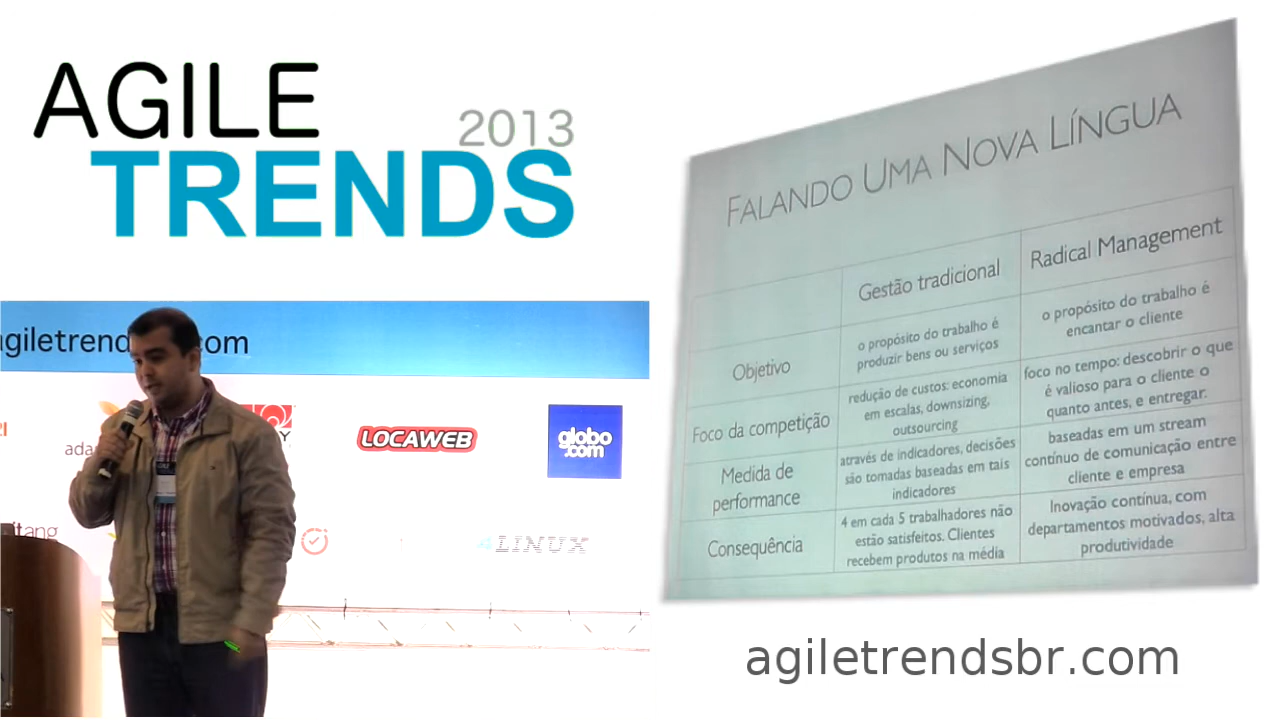 AGILE
2013
TRENDS
agiletrend
com
LOCAWEB
globo
.com
ada
itang
4LINUX
FALANDO UMA NOVA LÍNGUA
Gestão tradicional
Radical Management
Objetivo
o propósito do trabalho é
produzir bens ou serviços
o propósito do trabalho é
encantar o cliente
Foco da competição
redução de custos: economia
em escalas, downsizing,
outsourcing
foco no tempo: descobrir o que
é valioso para o cliente o
quanto antes, e entregar.
Medida de
performance
através de indicadores, decisões
são tomadas baseadas em tais
indicadores
baseadas em um stream
contínuo de comunicação entre
cliente e empresa
Consequência
4 em cada 5 trabalhadores não
estão satisfeitos. Clientes
recebem produtos na média
Inovação contínua, com
departamentos motivados, alta
produtividade
agiletrendsbr.com